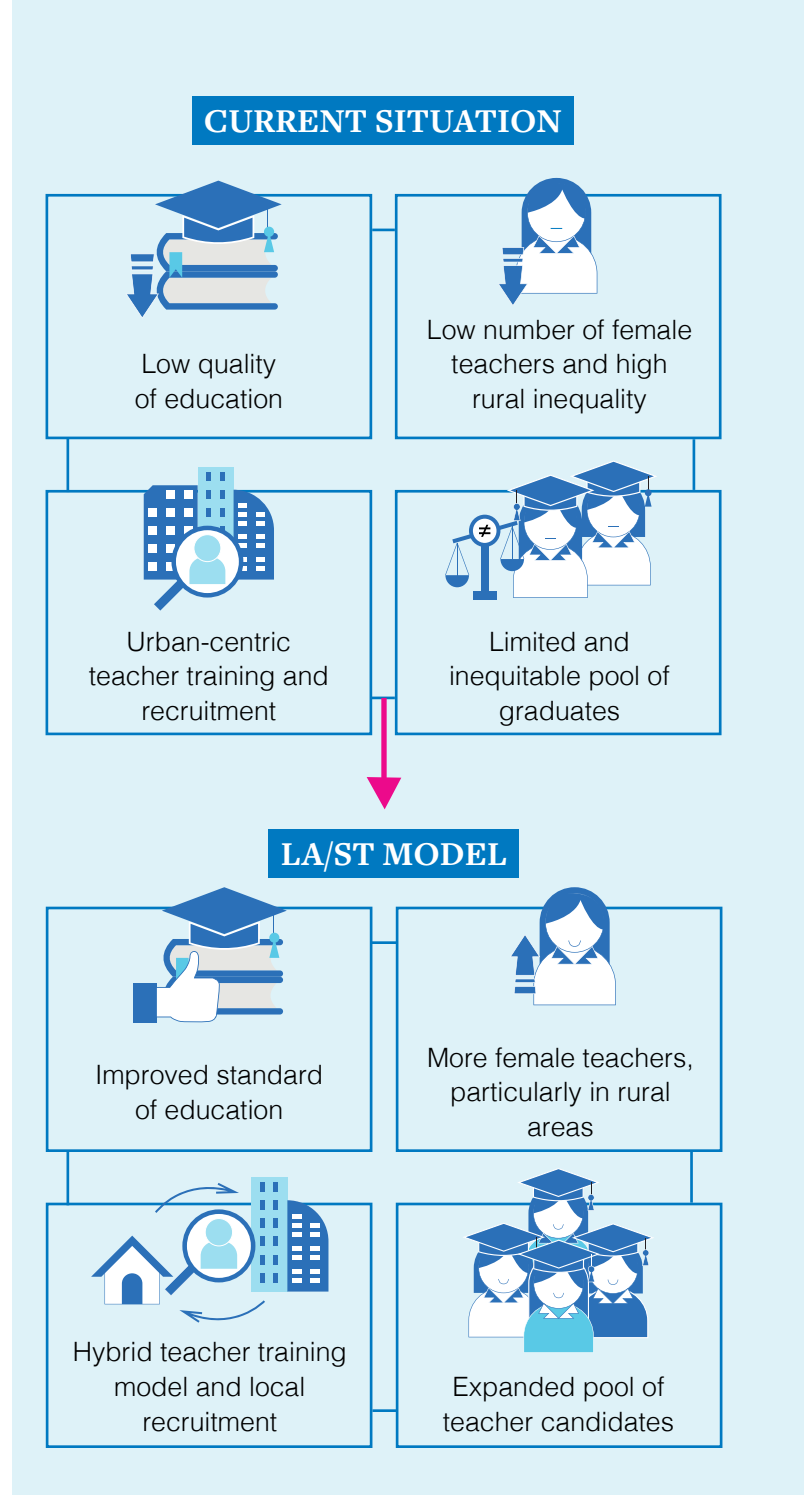 CURRENT SITUATION
Low quality
of education
Low number of female
teachers and high
rural inequality
Urban-centric
teacher training and
recruitment
≠
Limited and
inequitable pool of
graduates
LA/ST MODEL
Improved standard
of education
More female teachers,
particularly in rural
areas
Hybrid teacher training
model and local
recruitment
Expanded pool of
teacher candidates